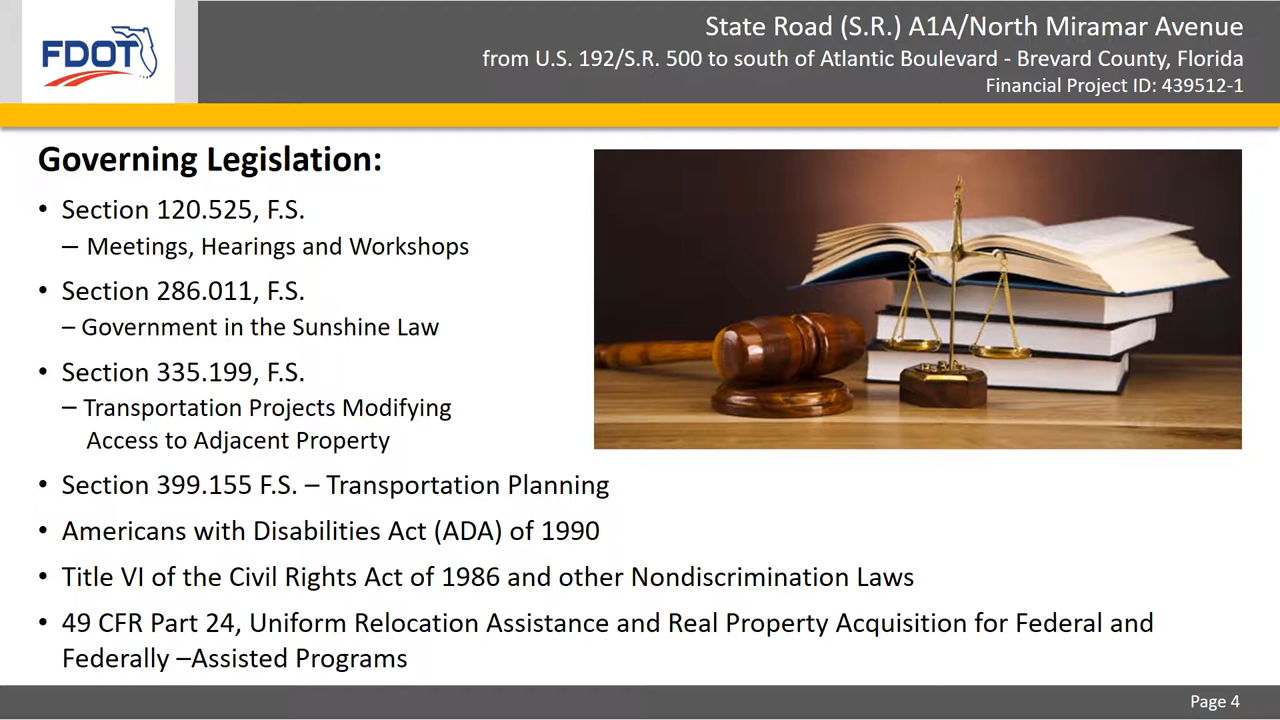 FDOT
State Road (S.R.) A1A/North Miramar Avenue
from U.S. 192/S.R. 500 to south of Atlantic Boulevard - Brevard County, Florida
Financial Project ID: 439512-1
Governing Legislation:
• Section 120.525, F.S.
– Meetings, Hearings and Workshops
• Section 286.011, F.S.
– Government in the Sunshine Law
• Section 335.199, F.S.
– Transportation Projects Modifying
Access to Adjacent Property
• Section 399.155 F.S. – Transportation Planning
• Americans with Disabilities Act (ADA) of 1990
• Title VI of the Civil Rights Act of 1986 and other Nondiscrimination Laws
• 49 CFR Part 24, Uniform Relocation Assistance and Real Property Acquisition for Federal and
Federally –Assisted Programs
Page 4